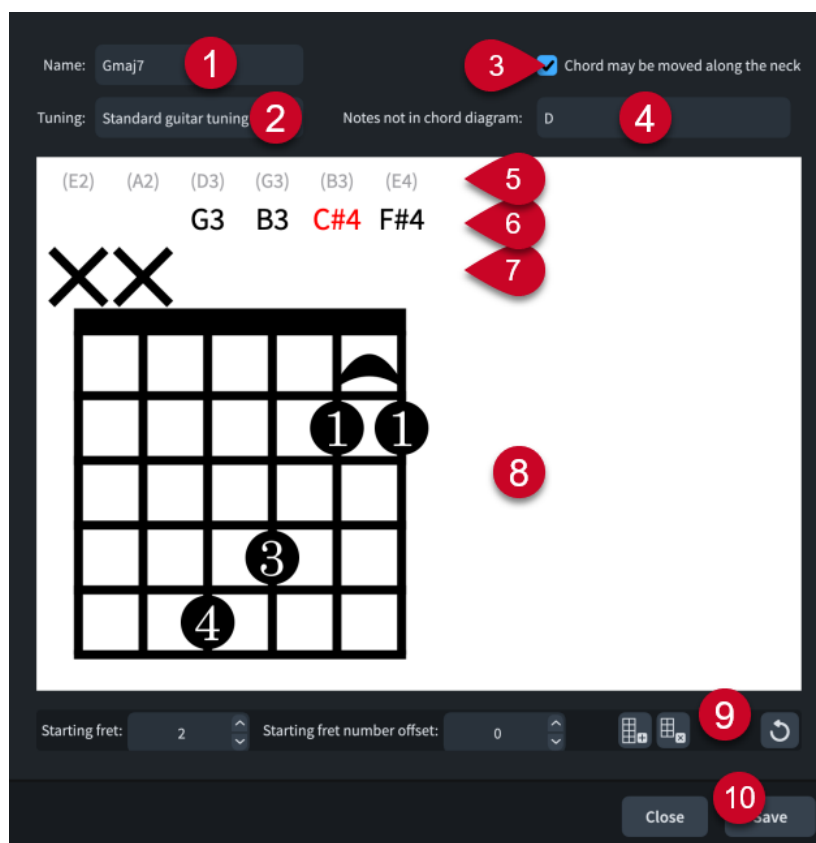 Name: Gmaj7 1 3 Chord may be moved along the neck
Tuning: Standard guitar tuning 2 Notes not in chord diagram: D 4
(E2) (A2) (D3) (G3) (B3) (E4) 5
G3 B3 C#4 F#4 6
7
1 1
8
3
4
Starting fret: 2 Starting fret number offset: 0 9
10
Close Save